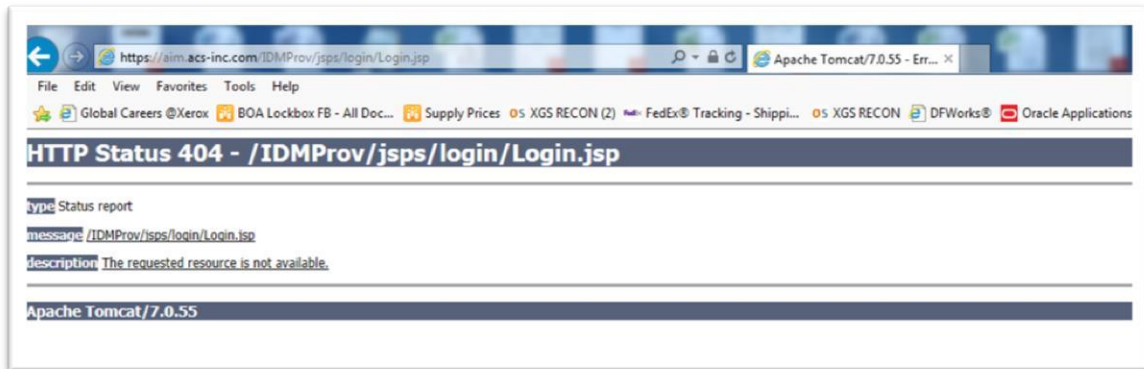 https://aim.acs-inc.com/IDMProv/jsps/login/Login.jsp
Apache Tomcat/7.0.55 - Err...
File Edit View Favorites Tools Help
Global Careers @Xerox BOA Lockbox FB - All Doc... Supply Prices OS XGS RECON (2) FedEx® Tracking - Shippi... OS XGS RECON DFWorks® Oracle Applications
HTTP Status 404 - /IDMProv/jsps/login/Login.jsp
type Status report
message /IDMProv/jsps/login/Login.jsp
description The requested resource is not available.
Apache Tomcat/7.0.55